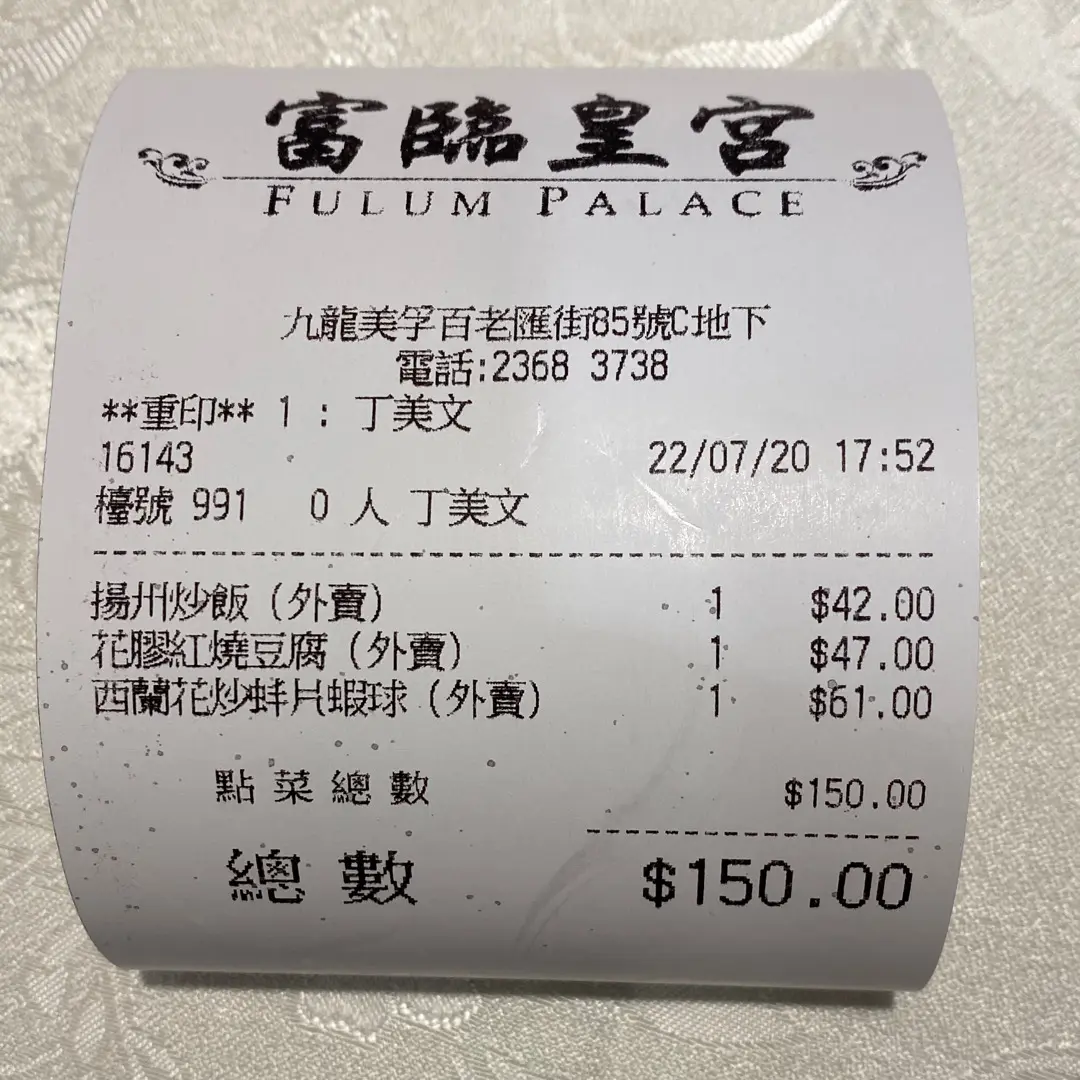 富臨皇宮
FULUM PALACE
九龍美孚百老匯街85號C地下
電話:2368 3738
**重印** 1 : 丁美文
16143 22/07/20 17:52
檯號 991 0 人 丁美文
揚州炒飯 (外賣) 1 $42.00
花膠紅燒豆腐 (外賣) 1 $47.00
西蘭花炒蚌片蝦球 (外賣) 1 $61.00
點菜總數 $150.00
總數 $150.00